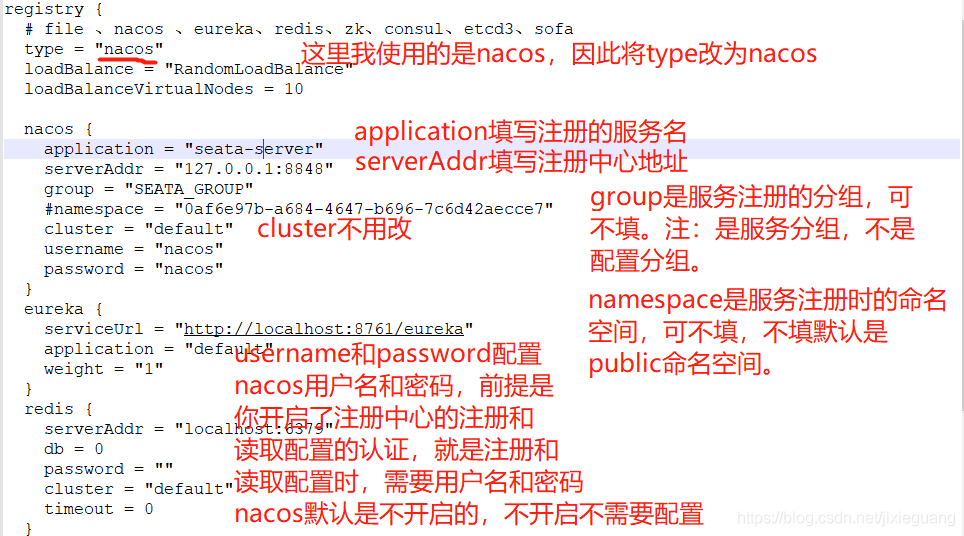 registry {
# file 、nacos 、eureka、redis、zk、consul、etcd3、sofa
type = "nacos"
这里我使用的是nacos，因此将type改为nacos
loadBalance = "RandomLoadBalance"
loadBalanceVirtualNodes = 10
nacos {
application填写注册的服务名
application = "seata-server"
serverAddr填写注册中心地址
serverAddr = "127.0.0.1:8848"
group = "SEATA_GROUP"
group是服务注册的分组，可
不填。注：是服务分组，不是
配置分组。
#namespace = "0af6e97b-a684-4647-b696-7c6d42aecce7"
cluster = "default"
cluster不用改
username = "nacos"
password = "nacos"
}
namespace是服务注册时的命名
空间，可不填，不填默认是
public命名空间。
eureka {
serviceUrl = "http://localhost:8761/eureka"
application = "default"
weight = "1"
}
username和password配置
nacos用户名和密码，前提是
你开启了注册中心的注册和
读取配置的认证，就是注册和
读取配置时，需要用户名和密码
nacos默认是不开启的，不开启不需要配置
redis {
serverAddr = "localhost:6379"
db = 0
password = ""
cluster = "default"
timeout = 0
}
https://blog.csdn.net/jixieguang